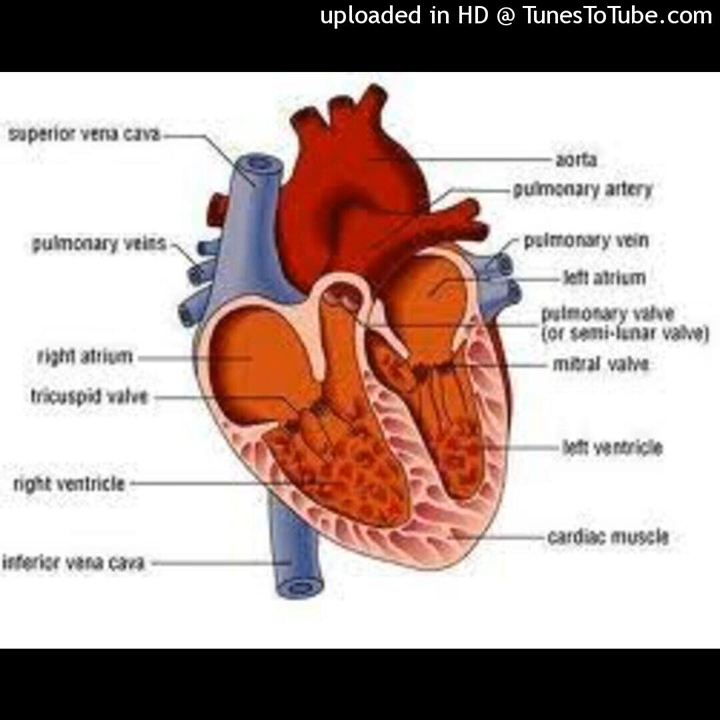 uploaded in HD @ TunesToTube.com
superior vena cava
aorta
pulmonary artery
pulmonary veins
pulmonary vein
left atrium
pulmonary valve
(or semi-lunar valve)
right atrium
mitral valve
tricuspid valve
left ventricle
right ventricle
cardiac muscle
inferior vena cava